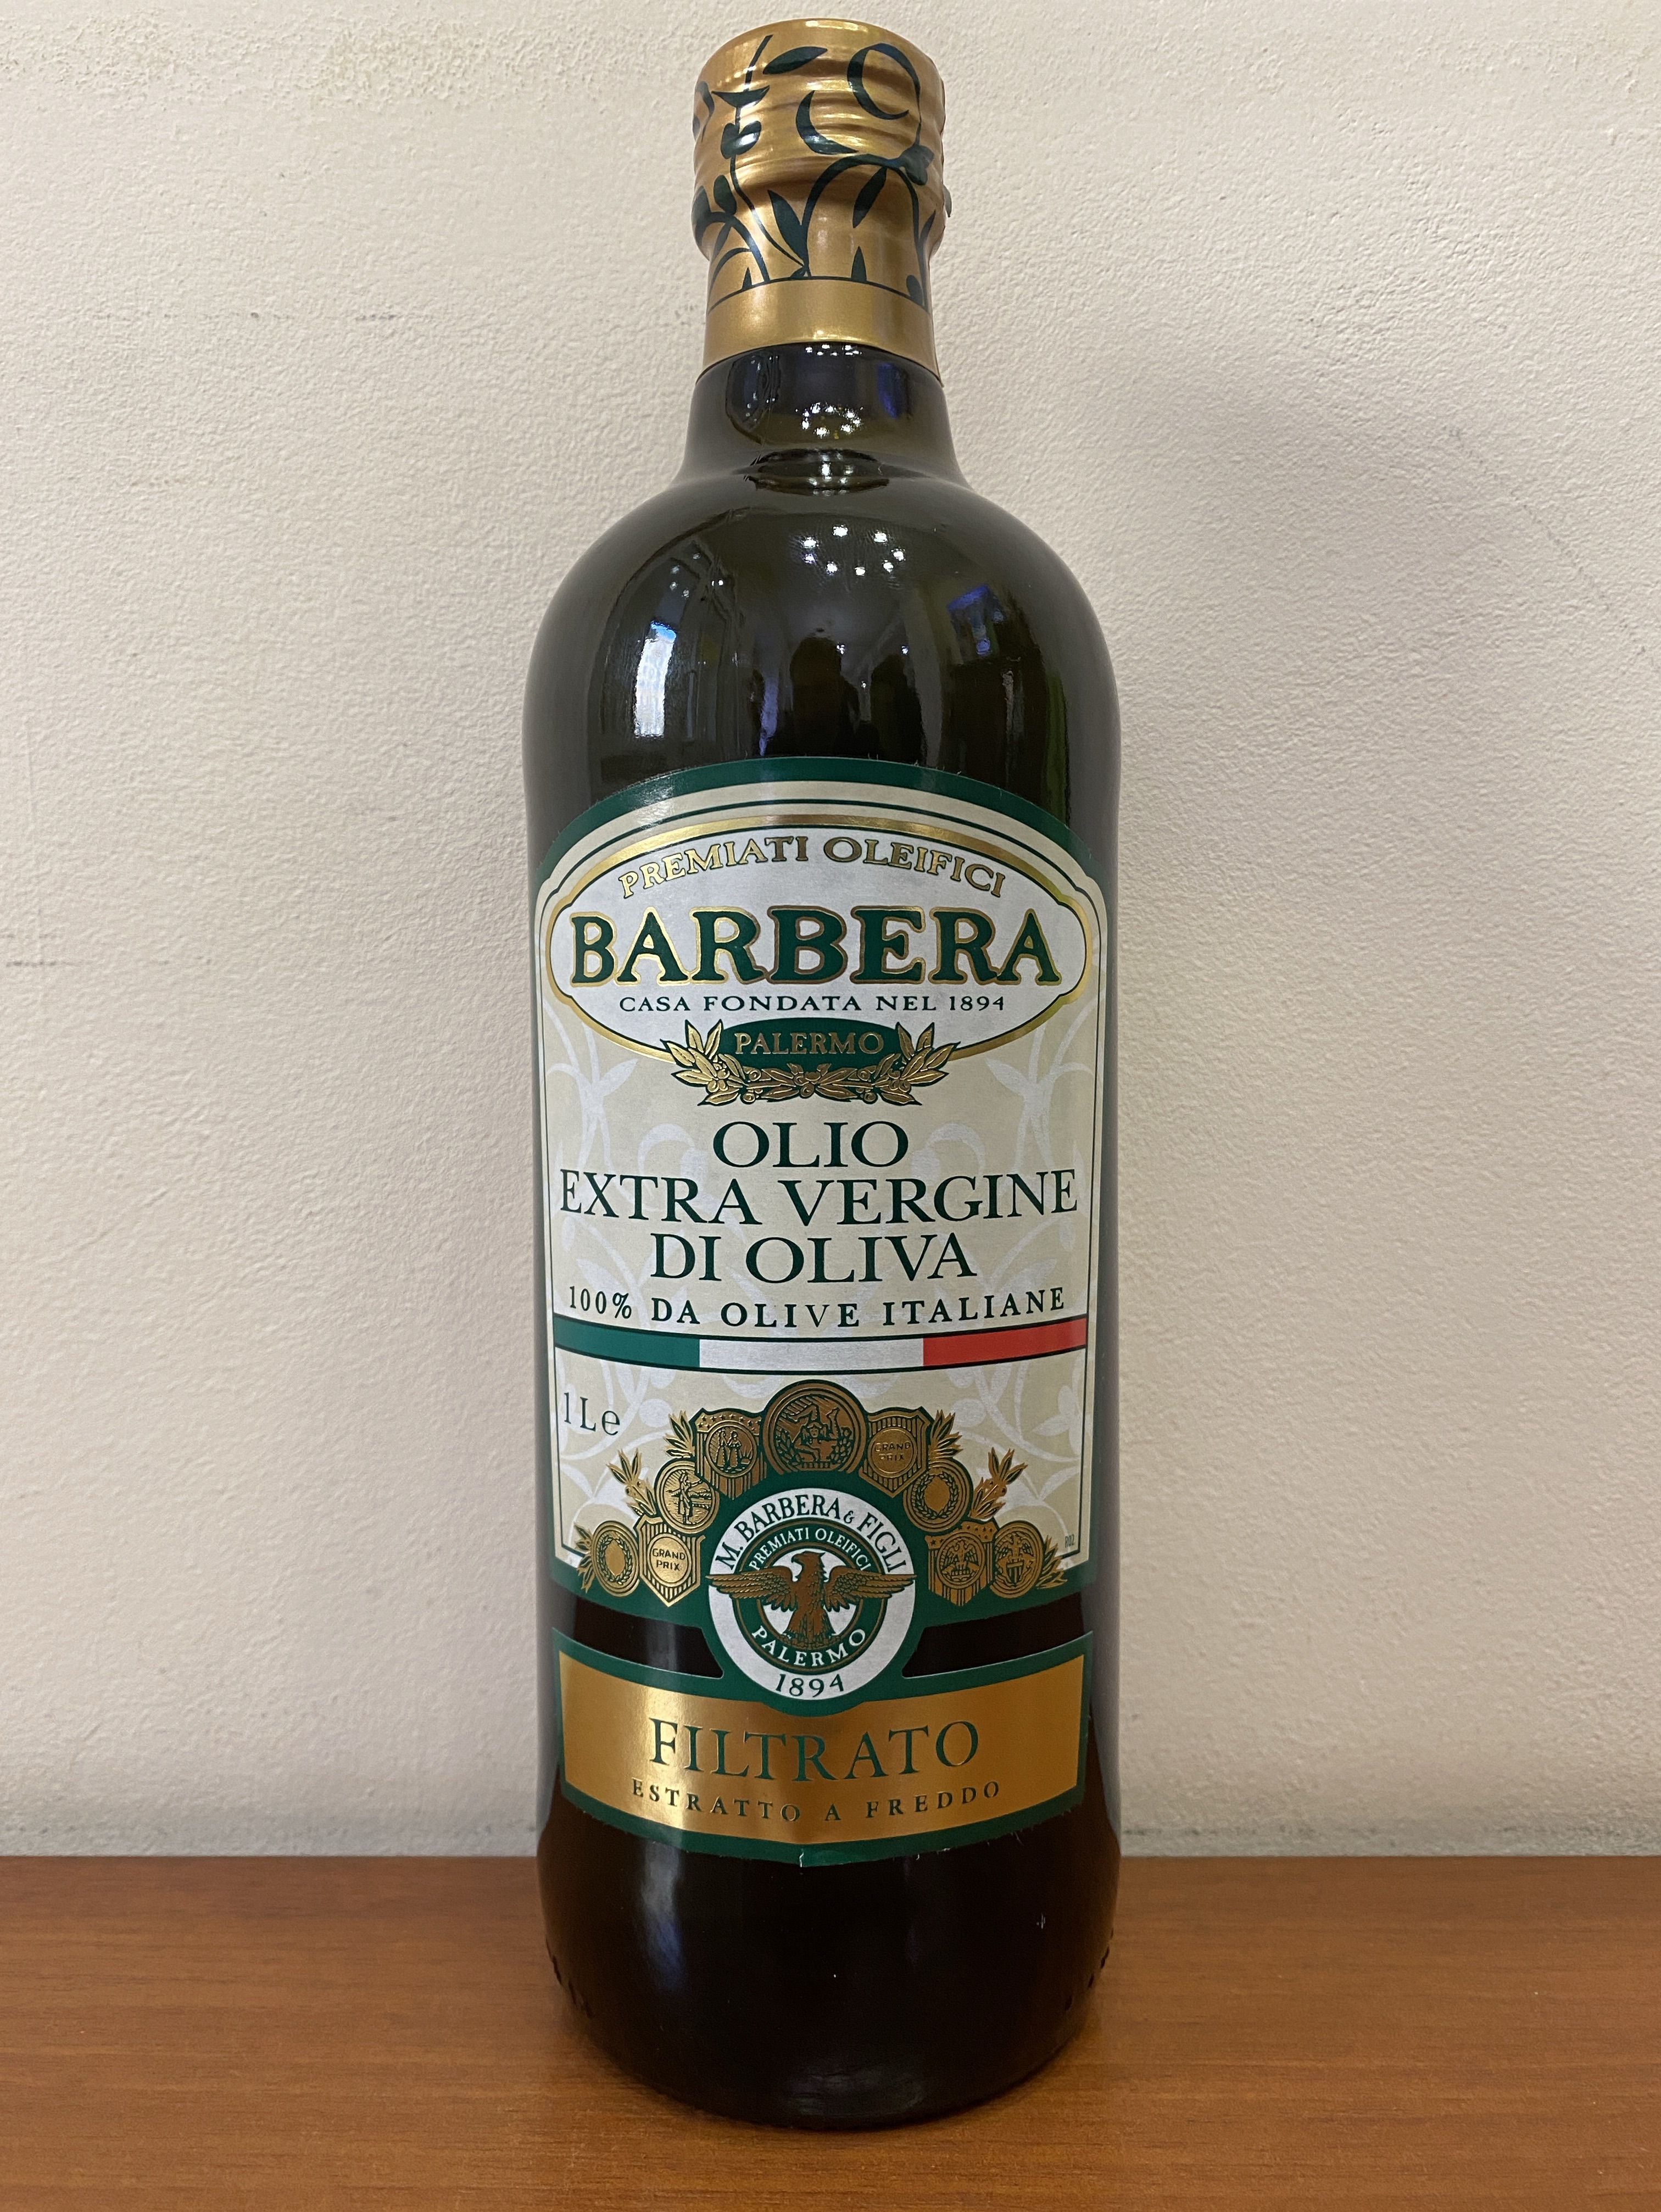 PREMIATI OLEIFICI
BARBERA
CASA FONDATA NEL 1894
PALERMO
OLIO
EXTRA VERGINE
DI OLIVA
100% DA OLIVE ITALIANE
1 L e
GRAND
PRIX
GRAND
PRIX
M. BARBERA & FIGLI
PREMIATI OLEIFICI
PALERMO
1894
R02
FILTRATO
ESTRATTO A FREDDO